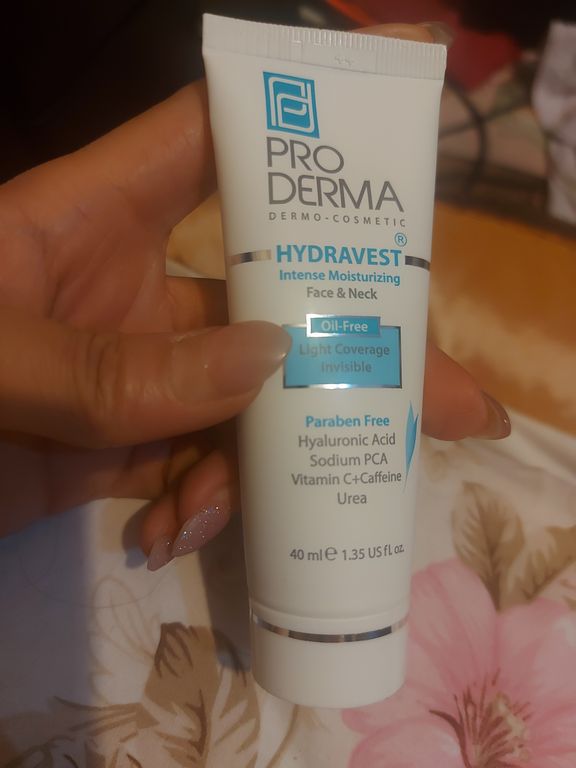 PRO
DERMA
DERMO-COSMETIC
HYDRAVEST®
Intense Moisturizing
Face & Neck
Oil-Free
Light Coverage
Invisible
Paraben Free
Hyaluronic Acid
Sodium PCA
Vitamin C+Caffeine
Urea
40 ml ℮ 1.35 US fl. oz.